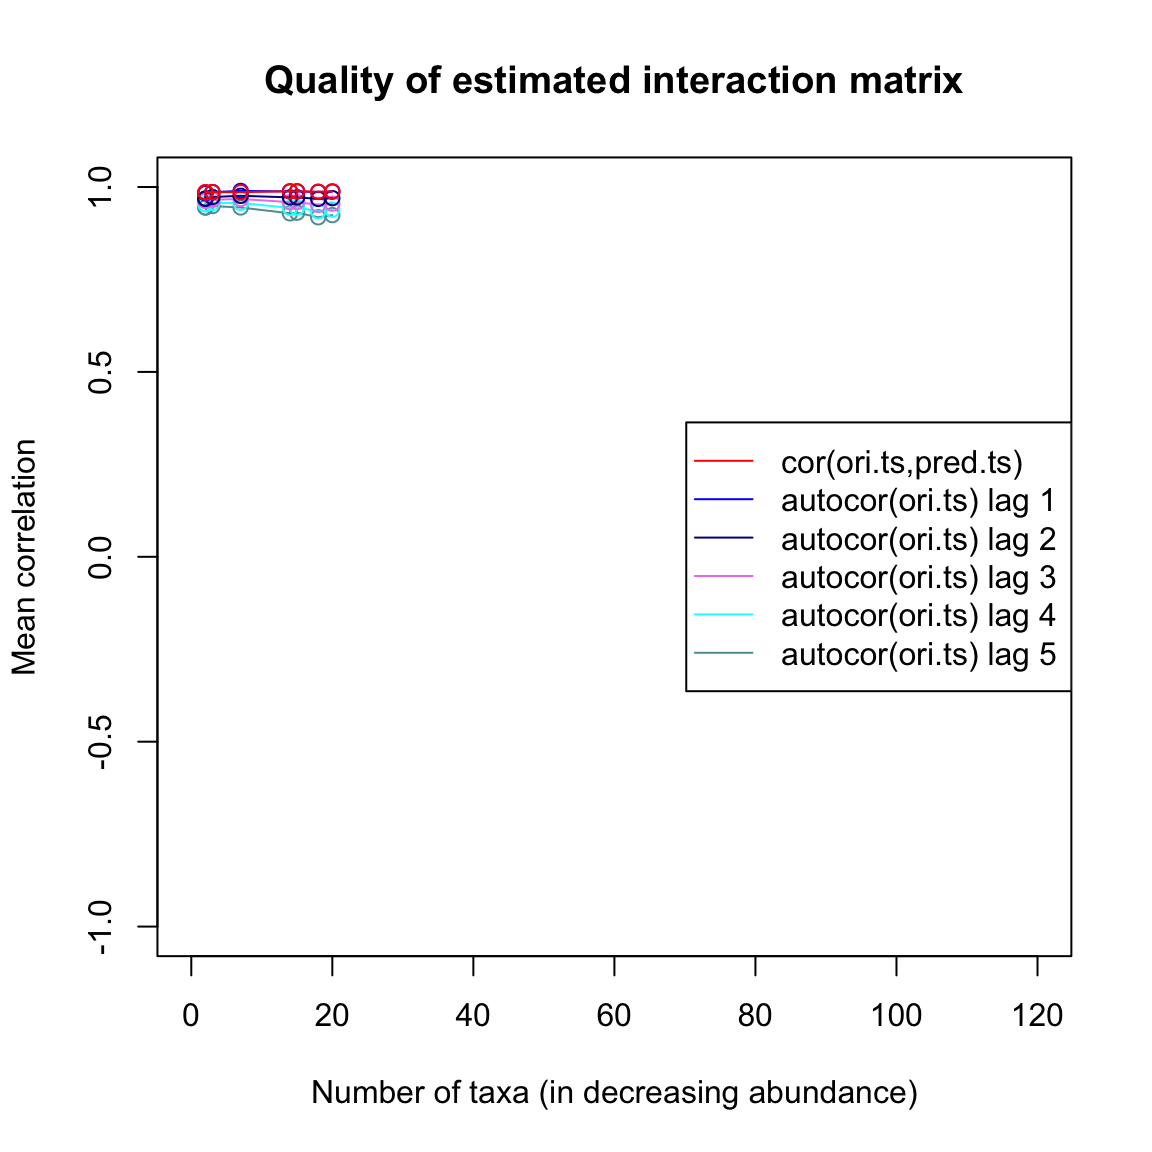 Quality of estimated interaction matrix
Mean correlation
1.0
0.5
0.0
-0.5
-1.0
cor(ori.ts,pred.ts)
autocor(ori.ts) lag 1
autocor(ori.ts) lag 2
autocor(ori.ts) lag 3
autocor(ori.ts) lag 4
autocor(ori.ts) lag 5
0 20 40 60 80 100 120
Number of taxa (in decreasing abundance)